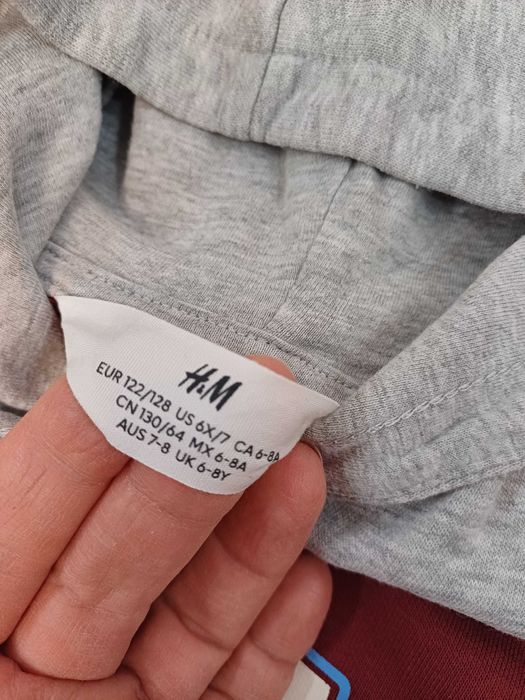 H&M
EUR 122/128 US 6X/7 CA 6-8A
CN 130/64 MX 6-8A
AUS 7-8 UK 6-8Y